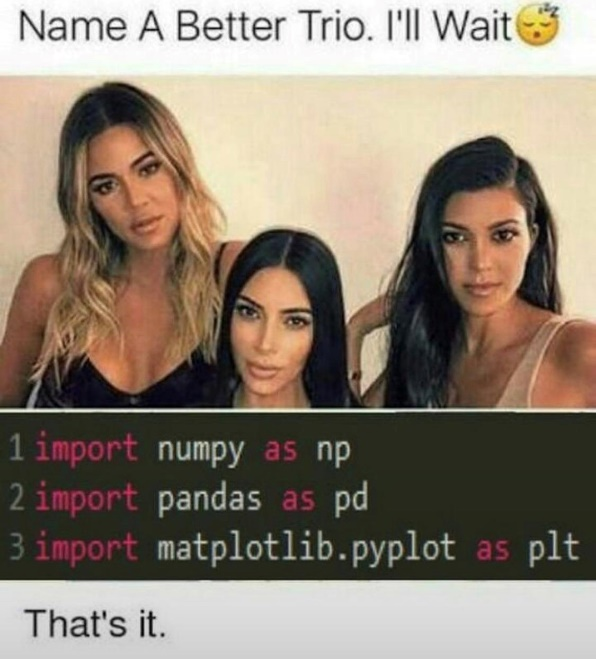 Name A Better Trio. I'll Wait😴
1 import numpy as np
2 import pandas as pd
3 import matplotlib.pyplot as plt
That's it.